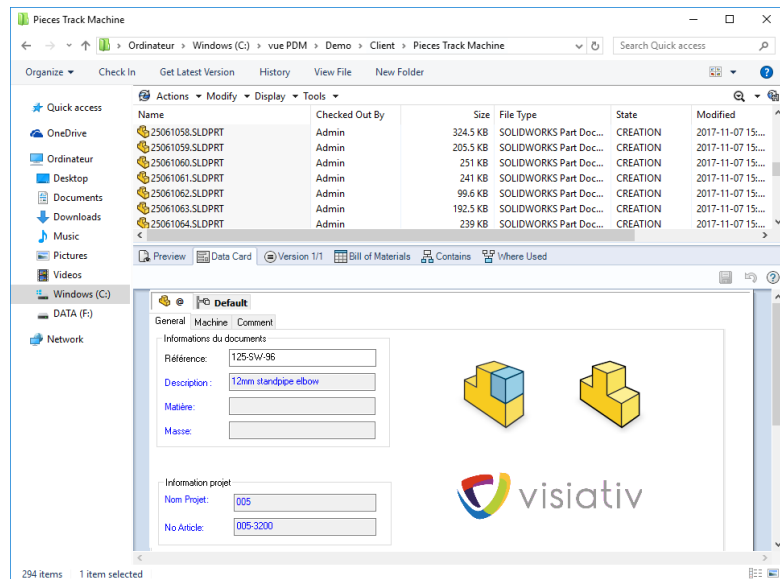 Pieces Track Machine
Ordinateur › Windows (C:) › vue PDM › Demo › Client › Pieces Track Machine
Search Quick access
Organize Check In Get Latest Version History View File New Folder
Quick access
OneDrive
Ordinateur
Desktop
Documents
Downloads
Music
Pictures
Videos
Windows (C:)
DATA (F:)
Network
Actions Modify Display Tools
Name Checked Out By Size File Type State Modified
25061058.SLDPRT Admin 324.5 KB SOLIDWORKS Part Doc... CREATION 2017-11-07 15:...
25061059.SLDPRT Admin 205.5 KB SOLIDWORKS Part Doc... CREATION 2017-11-07 15:...
25061060.SLDPRT Admin 251 KB SOLIDWORKS Part Doc... CREATION 2017-11-07 15:...
25061061.SLDPRT Admin 241 KB SOLIDWORKS Part Doc... CREATION 2017-11-07 15:...
25061062.SLDPRT Admin 99.6 KB SOLIDWORKS Part Doc... CREATION 2017-11-07 15:...
25061063.SLDPRT Admin 192.5 KB SOLIDWORKS Part Doc... CREATION 2017-11-07 15:...
25061064.SLDPRT Admin 239 KB SOLIDWORKS Part Doc... CREATION 2017-11-07 15:...
Preview Data Card Version 1/1 Bill of Materials Contains Where Used
@ Default
General Machine Comment
Informations du documents
Référence: 125-SW-96
Description : 12mm standpipe elbow
Matière:
Masse:
Information projet
Nom Projet: 005
No Article: 005-3200
visiativ
294 items 1 item selected